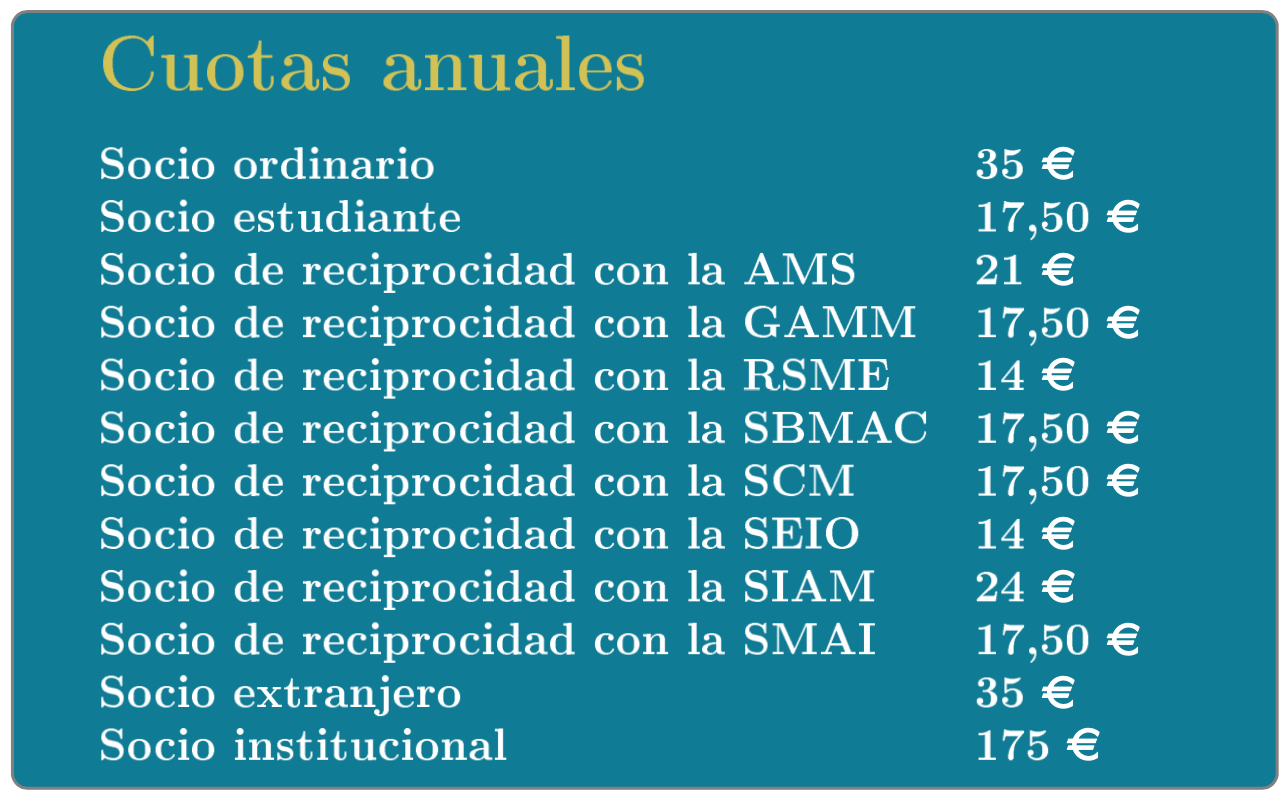 Cuotas anuales
Socio ordinario 35 €
Socio estudiante 17,50 €
Socio de reciprocidad con la AMS 21 €
Socio de reciprocidad con la GAMM 17,50 €
Socio de reciprocidad con la RSME 14 €
Socio de reciprocidad con la SBMAC 17,50 €
Socio de reciprocidad con la SCM 17,50 €
Socio de reciprocidad con la SEIO 14 €
Socio de reciprocidad con la SIAM 24 €
Socio de reciprocidad con la SMAI 17,50 €
Socio extranjero 35 €
Socio institucional 175 €